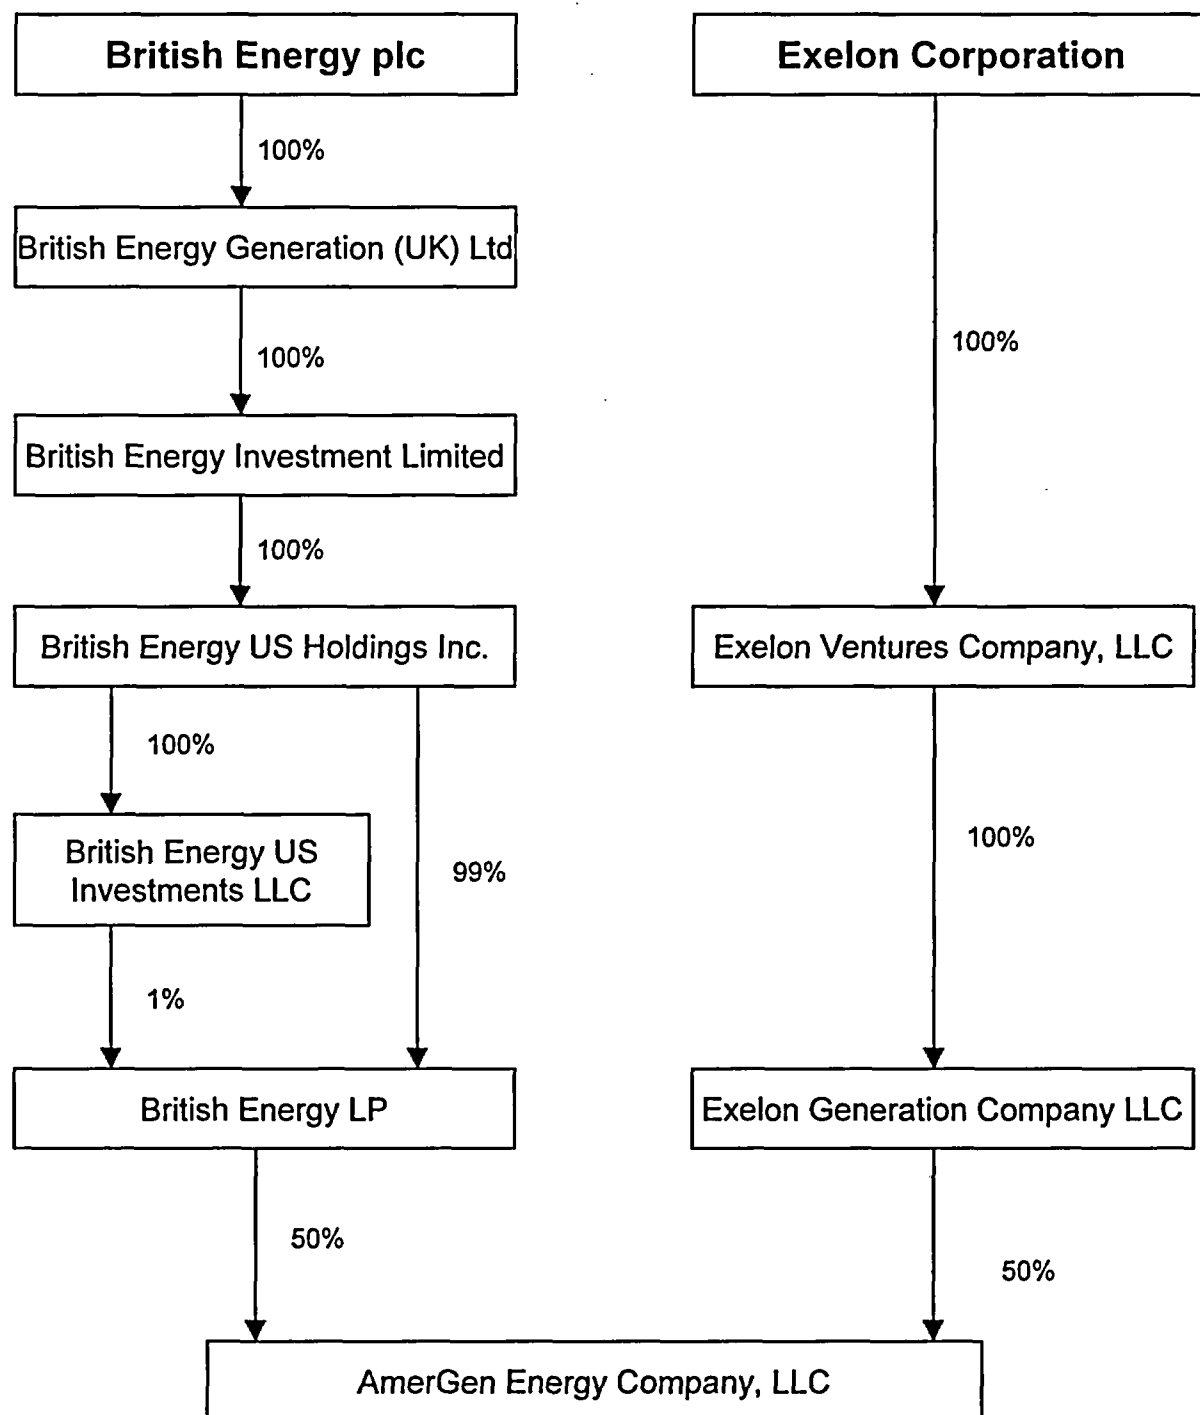 British Energy plc
Exelon Corporation
100%
British Energy Generation (UK) Ltd
100%
100%
British Energy Investment Limited
100%
British Energy US Holdings Inc.
Exelon Ventures Company, LLC
100%
British Energy US
Investments LLC
99%
100%
1%
British Energy LP
Exelon Generation Company LLC
50%
50%
AmerGen Energy Company, LLC